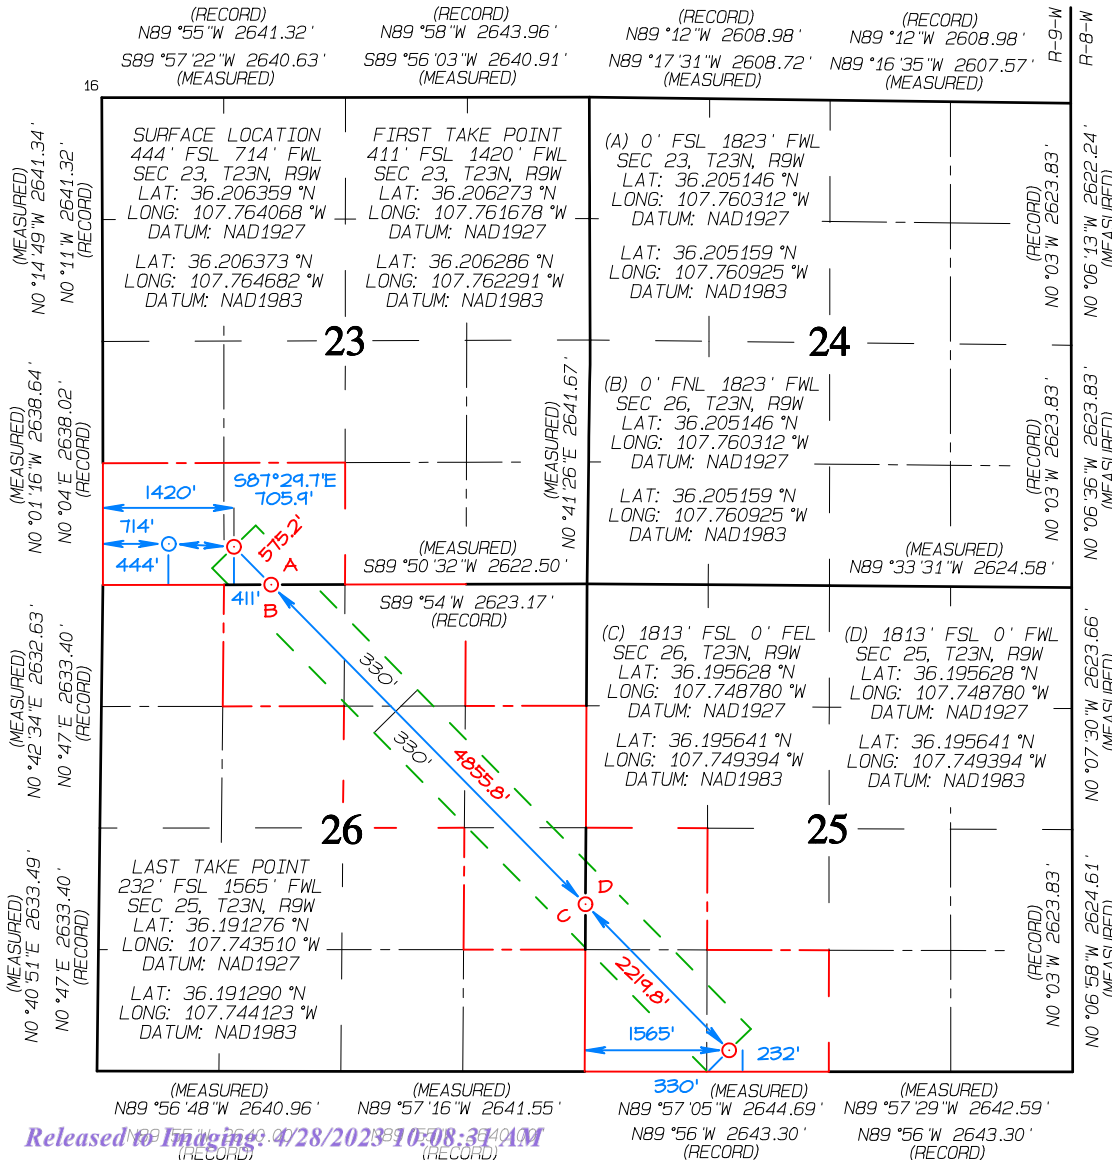 (RECORD)
N89°55'W 2641.32'
S89°57'22"W 2640.63'
(MEASURED)
(RECORD)
N89°58'W 2643.96'
S89°56'03"W 2640.91'
(MEASURED)
(RECORD)
N89°12'W 2608.98'
N89°17'31"W 2608.72'
(MEASURED)
(RECORD)
N89°12'W 2608.98'
N89°16'35"W 2607.57'
(MEASURED)
R-9-W
R-8-W
16
(MEASURED)
N0°14'49"W 2641.34'
N0°11'W 2641.32'
(RECORD)
SURFACE LOCATION
444' FSL 714' FWL
SEC 23, T23N, R9W
LAT: 36.206359°N
LONG: 107.764068°W
DATUM: NAD1927
LAT: 36.206373°N
LONG: 107.764682°W
DATUM: NAD1983
FIRST TAKE POINT
411' FSL 1420' FWL
SEC 23, T23N, R9W
LAT: 36.206273°N
LONG: 107.761678°W
DATUM: NAD1927
LAT: 36.206286°N
LONG: 107.762291°W
DATUM: NAD1983
(A) 0' FSL 1823' FWL
SEC 23, T23N, R9W
LAT: 36.205146°N
LONG: 107.760312°W
DATUM: NAD1927
LAT: 36.205159°N
LONG: 107.760925°W
DATUM: NAD1983
(RECORD)
N0°03'W 2623.83'
N0°06'13"W 2622.24'
(MEASURED)
23
24
(MEASURED)
N0°01'16"W 2638.64'
N0°04'E 2638.02'
(RECORD)
N0°41'26"E 2641.67'
(B) 0' FNL 1823' FWL
SEC 26, T23N, R9W
LAT: 36.205146°N
LONG: 107.760312°W
DATUM: NAD1927
LAT: 36.205159°N
LONG: 107.760925°W
DATUM: NAD1983
(RECORD)
N0°03'W 2623.83'
N0°06'36"W 2623.83'
(MEASURED)
1420'
S87°29.7'E
705.9'
714'
444'
411'
575.2'
A
B
(MEASURED)
S89°50'32"W 2622.50'
S89°54'W 2623.17'
(RECORD)
(MEASURED)
N89°33'31"W 2624.58'
(MEASURED)
N0°42'34"E 2632.63'
N0°47'E 2633.40'
(RECORD)
330'
330'
4855.8'
(C) 1813' FSL 0' FEL
SEC 26, T23N, R9W
LAT: 36.195628°N
LONG: 107.748780°W
DATUM: NAD1927
LAT: 36.195641°N
LONG: 107.749394°W
DATUM: NAD1983
(D) 1813' FSL 0' FWL
SEC 25, T23N, R9W
LAT: 36.195628°N
LONG: 107.748780°W
DATUM: NAD1927
LAT: 36.195641°N
LONG: 107.749394°W
DATUM: NAD1983
N0°07'30"W 2623.96'
(MEASURED)
26
25
(MEASURED)
N0°40'51"E 2633.49'
N0°47'E 2633.40'
(RECORD)
LAST TAKE POINT
232' FSL 1565' FWL
SEC 25, T23N, R9W
LAT: 36.191276°N
LONG: 107.743510°W
DATUM: NAD1927
LAT: 36.191290°N
LONG: 107.744123°W
DATUM: NAD1983
D
C
2219.8'
1565'
232'
330'
(RECORD)
N0°03'W 2623.83'
N0°06'58"W 2624.61'
(MEASURED)
(MEASURED)
N89°56'48"W 2640.96'
(RECORD)
(MEASURED)
N89°57'16"W 2641.55'
(RECORD)
(MEASURED)
N89°57'05"W 2644.69'
N89°56'W 2643.30'
(RECORD)
(MEASURED)
N89°57'29"W 2642.59'
N89°56'W 2643.30'
(RECORD)
Released to Imaging: 4/28/2023 10:08:31 AM